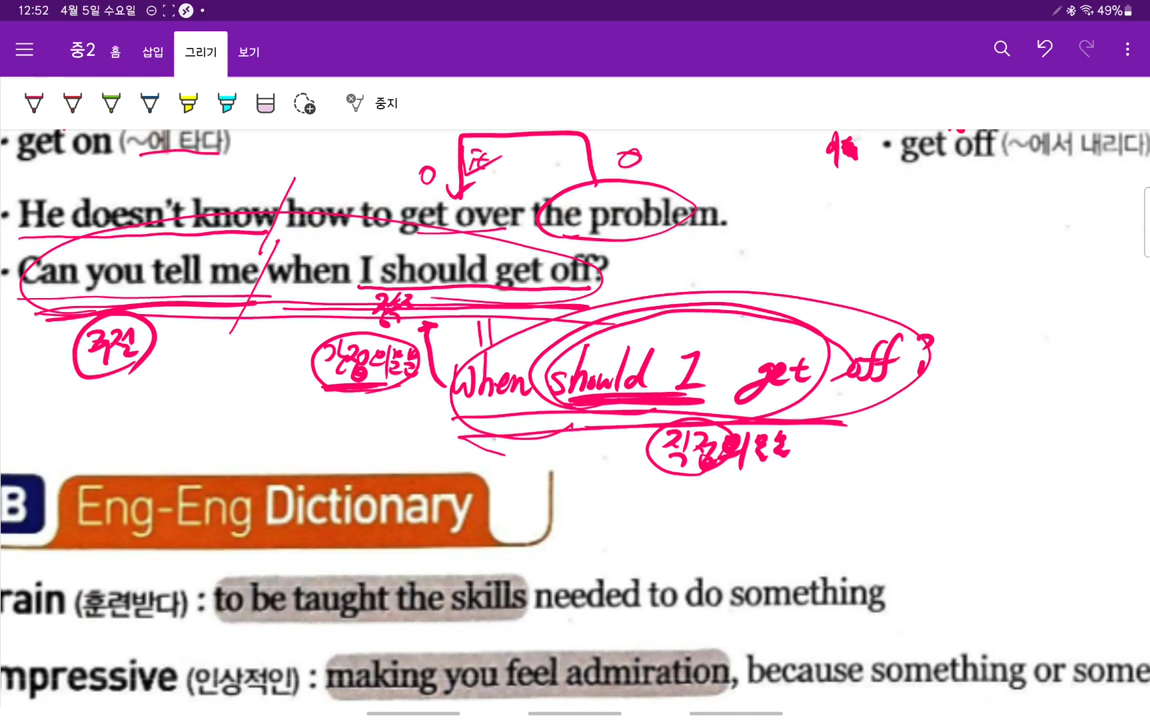 12:52 4월 5일 수요일 49%
중2 홈 삽입 그리기 보기
중지
• get on (~에 타다) • get off (~에서 내리다)
It
• He doesn't know how to get over the problem.
• Can you tell me when I should get off?
주절 간접의문문 When should I get off?
직접의문문
B Eng-Eng Dictionary
rain (훈련받다) : to be taught the skills needed to do something
mpressive (인상적인) : making you feel admiration, because something or some